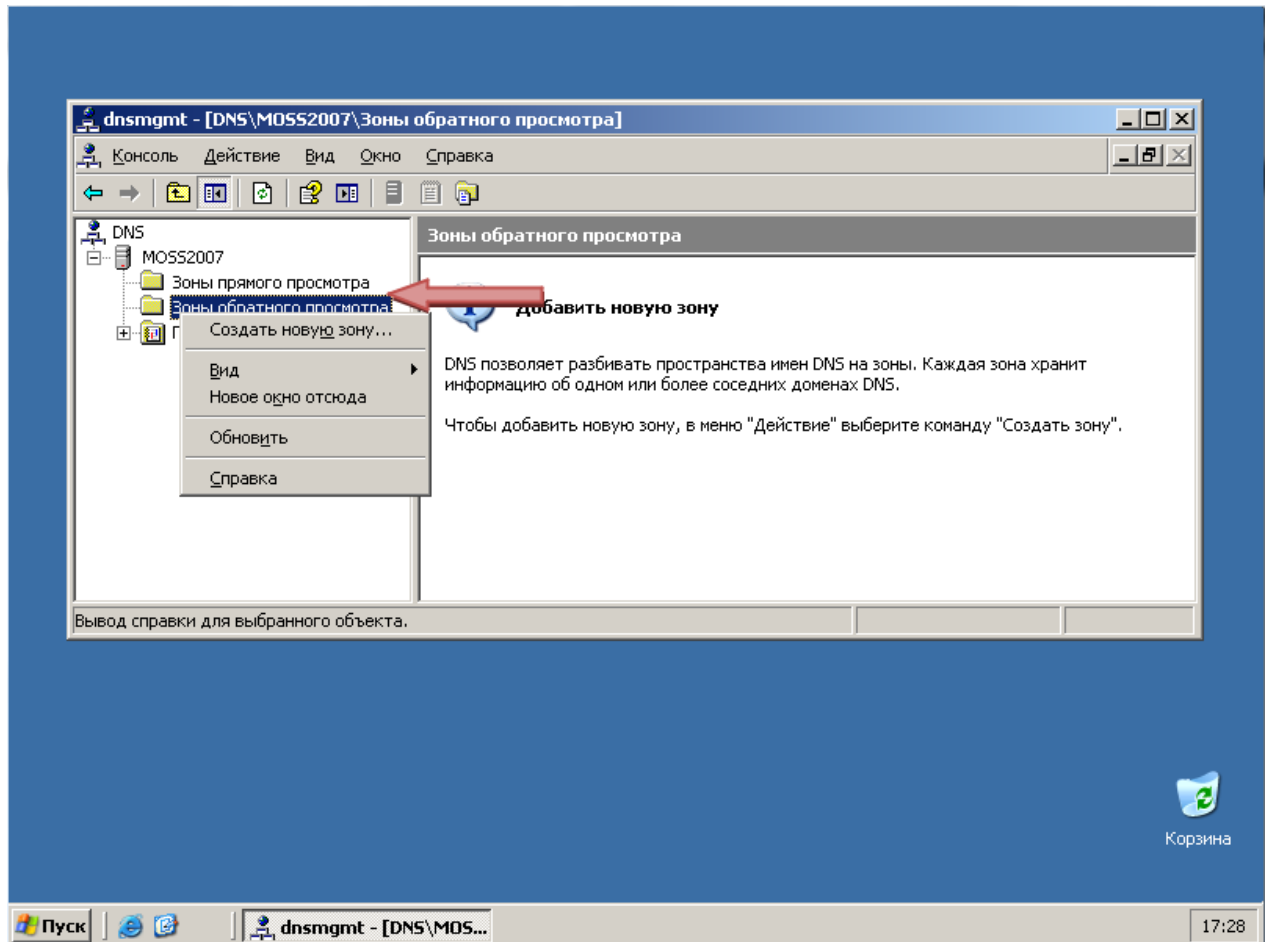 dnsmgmt - [DNS\MOSS2007\Зоны обратного просмотра]
Консоль Действие Вид Окно Справка
DNS
MOSS2007
Зоны прямого просмотра
Зоны обратного просмотра
Создать новую зону...
Вид
Новое окно отсюда
Обновить
Справка
Зоны обратного просмотра
Добавить новую зону
DNS позволяет разбивать пространства имен DNS на зоны. Каждая зона хранит
информацию об одном или более соседних доменах DNS.
Чтобы добавить новую зону, в меню "Действие" выберите команду "Создать зону".
Вывод справки для выбранного объекта.
Корзина
Пуск
dnsmgmt - [DNS\MOS...
17:28